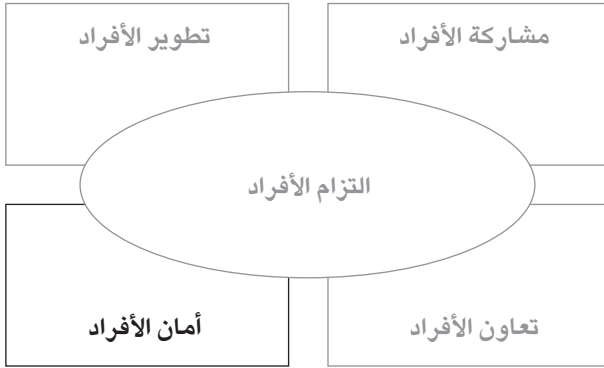 مشاركة الأفراد
تطوير الأفراد
التزام الأفراد
تعاون الأفراد
أمان الأفراد